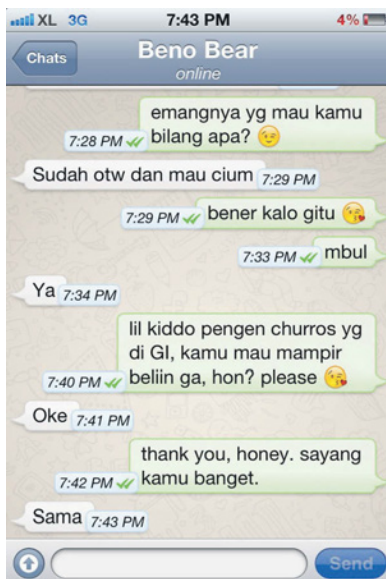 XL 3G 7:43 PM 4%
Chats
Beno Bear
online
emangnya yg mau kamu
bilang apa? 😉
7:28 PM
Sudah otw dan mau cium 7:29 PM
7:29 PM bener kalo gitu 😘
7:33 PM mbul
Ya 7:34 PM
lil kiddo pengen churros yg
di GI, kamu mau mampir
7:40 PM beliin ga, hon? please 😘
Oke 7:41 PM
thank you, honey. sayang
7:42 PM kamu banget.
Sama 7:43 PM
Send